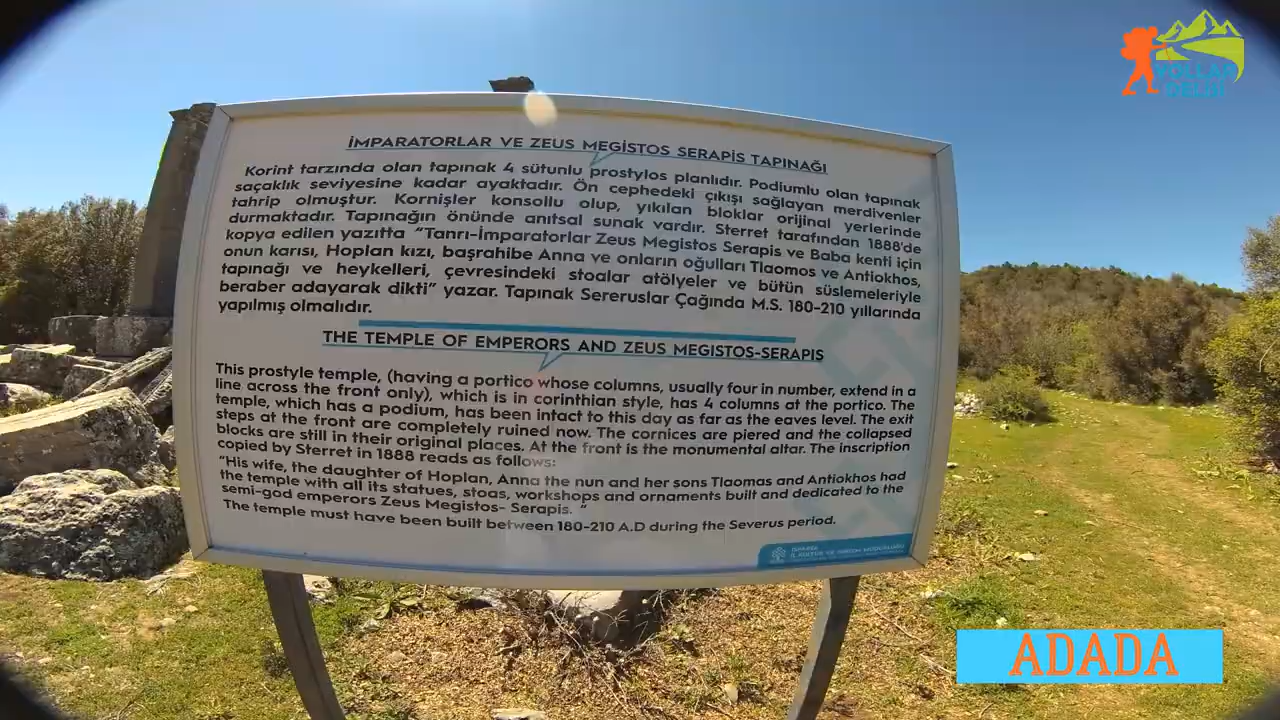 YOLLAR
DELİSİ
İMPARATORLAR VE ZEUS MEGİSTOS SERAPİS TAPINAĞI
Korint tarzında olan tapınak 4 sütunlu prostylos planlıdır. Podiumlu olan tapınak
saçaklık seviyesine kadar ayaktadır. Ön cephedeki çıkışı sağlayan merdivenler
tahrip olmuştur. Kornişler konsollu olup, yıkılan bloklar orijinal yerlerinde
durmaktadır. Tapınağın önünde anıtsal sunak vardır. Sterret tarafından 1888'de
kopya edilen yazıtta "Tanrı-İmparatorlar Zeus Megistos Serapis ve Baba kenti için
onun karısı, Hoplan kızı, başrahibe Anna ve onların oğulları Tlaomos ve Antiokhos,
tapınağı ve heykelleri, çevresindeki stoalar atölyeler ve bütün süslemeleriyle
beraber adayarak dikti" yazar. Tapınak Sereruslar Çağında M.S. 180-210 yıllarında
yapılmış olmalıdır.
THE TEMPLE OF EMPERORS AND ZEUS MEGISTOS-SERAPIS
This prostyle temple, (having a portico whose columns, usually four in number, extend in a
line across the front only), which is in corinthian style, has 4 columns at the portico. The
temple, which has a podium, has been intact to this day as far as the eaves level. The exit
steps at the front are completely ruined now. The cornices are piered and the collapsed
blocks are still in their original places. At the front is the monumental altar. The inscription
copied by Sterret in 1888 reads as follows:
"His wife, the daughter of Hoplan, Anna the nun and her sons Tlaomas and Antiokhos had
the temple with all its statues, stoas, workshops and ornaments built and dedicated to the
semi-god emperors Zeus Megistos- Serapis. "
The temple must have been built between 180-210 A.D during the Severus period.
ISPARTA
İL KÜLTÜR VE TURİZM MÜDÜRLÜĞÜ
ADADA